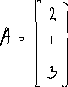 A = [2
1
3]